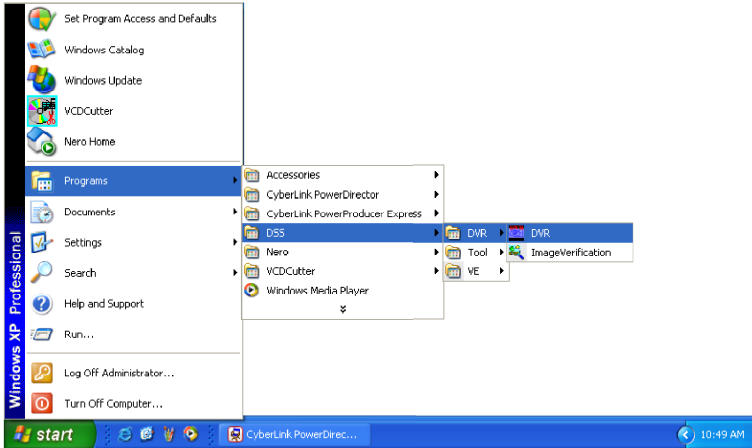 Set Program Access and Defaults
Windows Catalog
Windows Update
VCDCutter
Nero Home
Programs
Documents
Settings
Search
Help and Support
Run...
Log Off Administrator...
Turn Off Computer...
Windows XP Professional
Accessories
CyberLink PowerDirector
CyberLink PowerProducer Express
DSS
Nero
VCDCutter
Windows Media Player
DVR
Tool
VE
DVR
ImageVerification
start
CyberLink PowerDirec...
10:49 AM